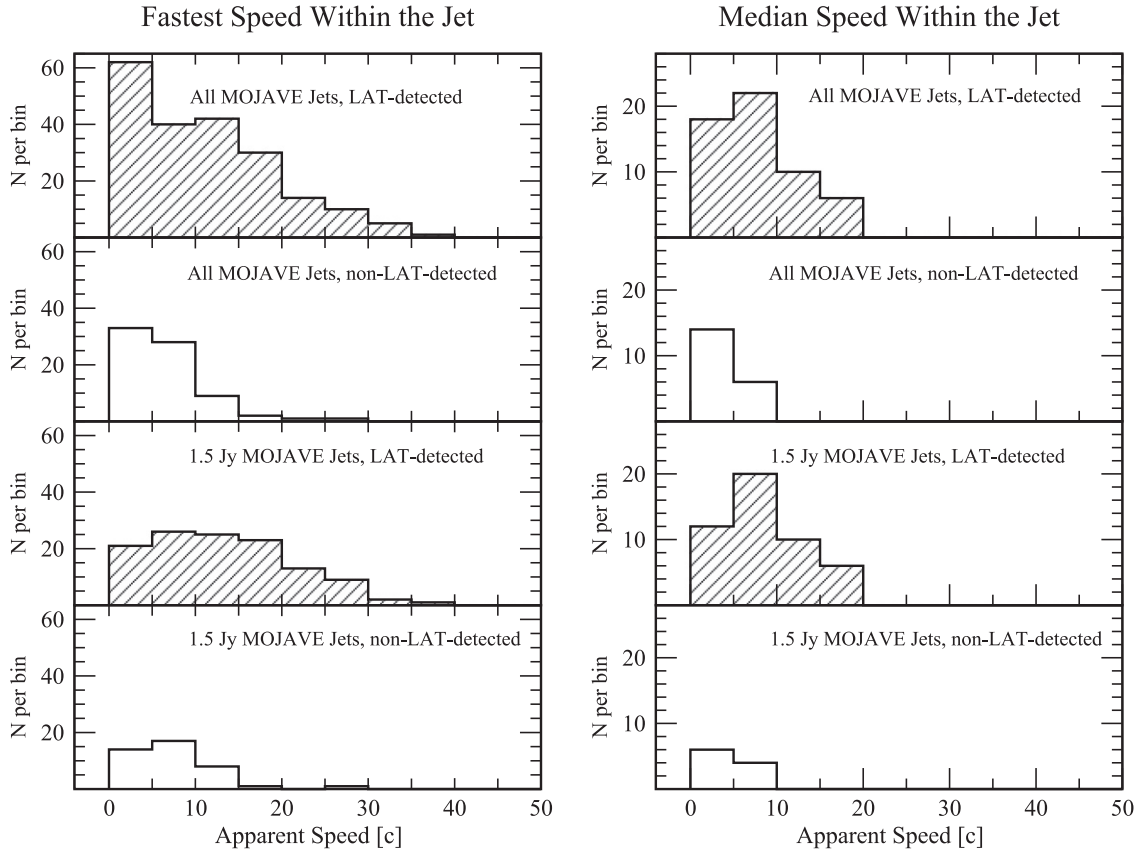 Fastest Speed Within the Jet
Median Speed Within the Jet
60
40
20
N per bin
All MOJAVE Jets, LAT-detected
20
10
N per bin
All MOJAVE Jets, LAT-detected
60
40
20
N per bin
All MOJAVE Jets, non-LAT-detected
20
10
N per bin
All MOJAVE Jets, non-LAT-detected
60
40
20
N per bin
1.5 Jy MOJAVE Jets, LAT-detected
20
10
N per bin
1.5 Jy MOJAVE Jets, LAT-detected
60
40
20
N per bin
1.5 Jy MOJAVE Jets, non-LAT-detected
20
10
N per bin
1.5 Jy MOJAVE Jets, non-LAT-detected
0 10 20 30 40 50
Apparent Speed [c]
0 10 20 30 40 50
Apparent Speed [c]